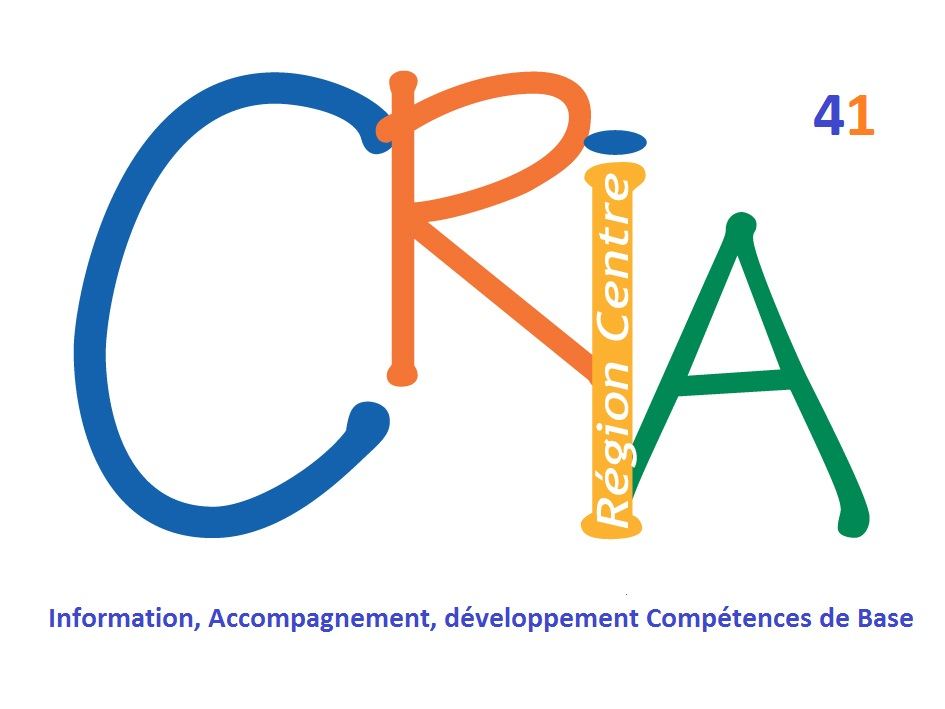 CRIA
41
Région Centre
Information, Accompagnement, développement Compétences de Base